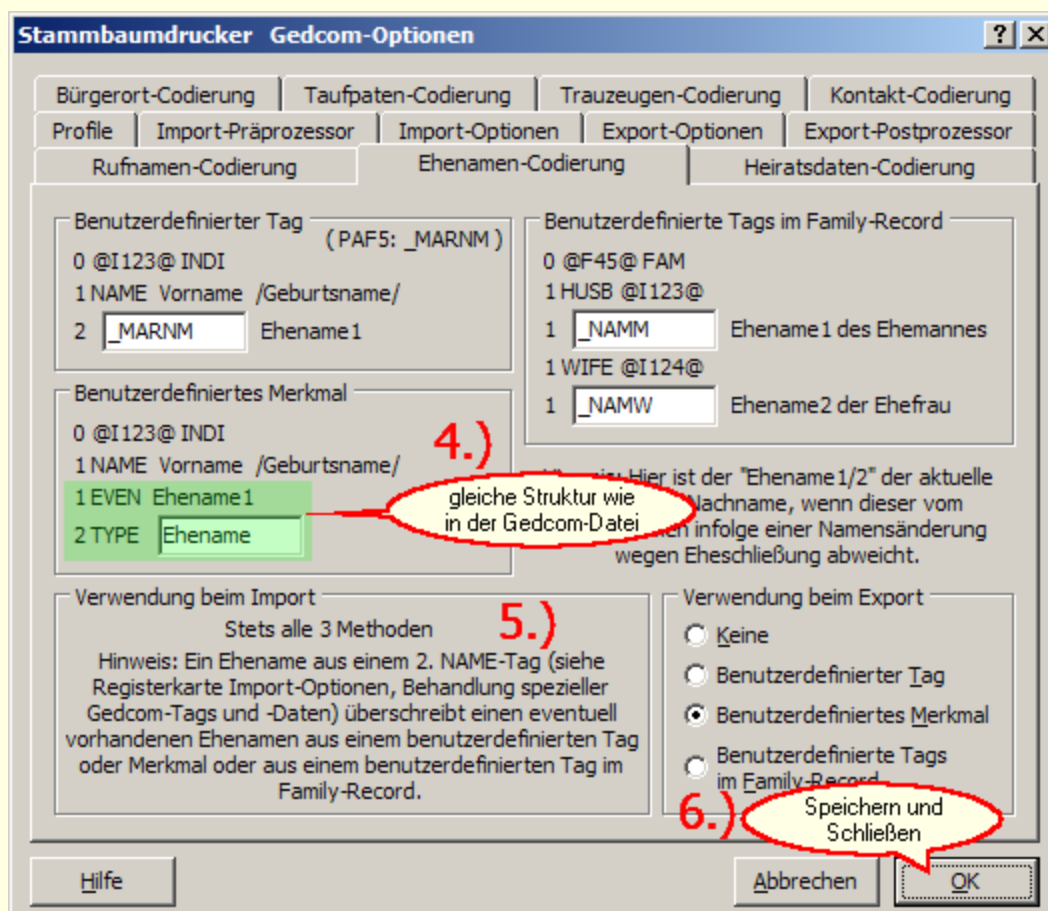 Stammbaumdrucker Gedcom-Optionen
Bürgerort-Codierung Taufpaten-Codierung Trauzeugen-Codierung Kontakt-Codierung
Profile Import-Präprozessor Import-Optionen Export-Optionen Export-Postprozessor
Rufnamen-Codierung Ehenamen-Codierung Heiratsdaten-Codierung
Benutzerdefinierter Tag
( PAF5: _MARNM )
0 @I123@ INDI
1 NAME Vorname /Geburtsname/
2 _MARNM Ehename1
Benutzerdefiniertes Merkmal
0 @I123@ INDI
1 NAME Vorname /Geburtsname/
1 EVEN Ehename1
2 TYPE Ehename
4.)
gleiche Struktur wie
in der Gedcom-Datei
Benutzerdefinierte Tags im Family-Record
0 @F45@ FAM
1 HUSB @I123@
1 _NAMM Ehename1 des Ehemannes
1 WIFE @I124@
1 _NAMW Ehename2 der Ehefrau
Hier ist der "Ehename1/2" der aktuelle
Nachname, wenn dieser vom
infolge einer Namensänderung
wegen Eheschließung abweicht.
Verwendung beim Import
5.)
Stets alle 3 Methoden
Hinweis: Ein Ehename aus einem 2. NAME-Tag (siehe
Registerkarte Import-Optionen, Behandlung spezieller
Gedcom-Tags und -Daten) überschreibt einen eventuell
vorhandenen Ehenamen aus einem benutzerdefinierten Tag
oder Merkmal oder aus einem benutzerdefinierten Tag im
Family-Record.
Verwendung beim Export
Keine
Benutzerdefinierter Tag
Benutzerdefiniertes Merkmal
Benutzerdefinierte Tags
im Family-Record
6.)
Speichern und
Schließen
Hilfe Abbrechen OK